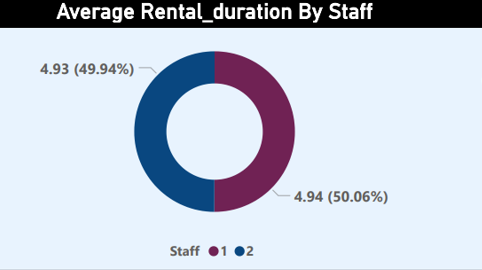 Average Rental_duration By Staff
4.93 (49.94%)
4.94 (50.06%)
Staff 1 2